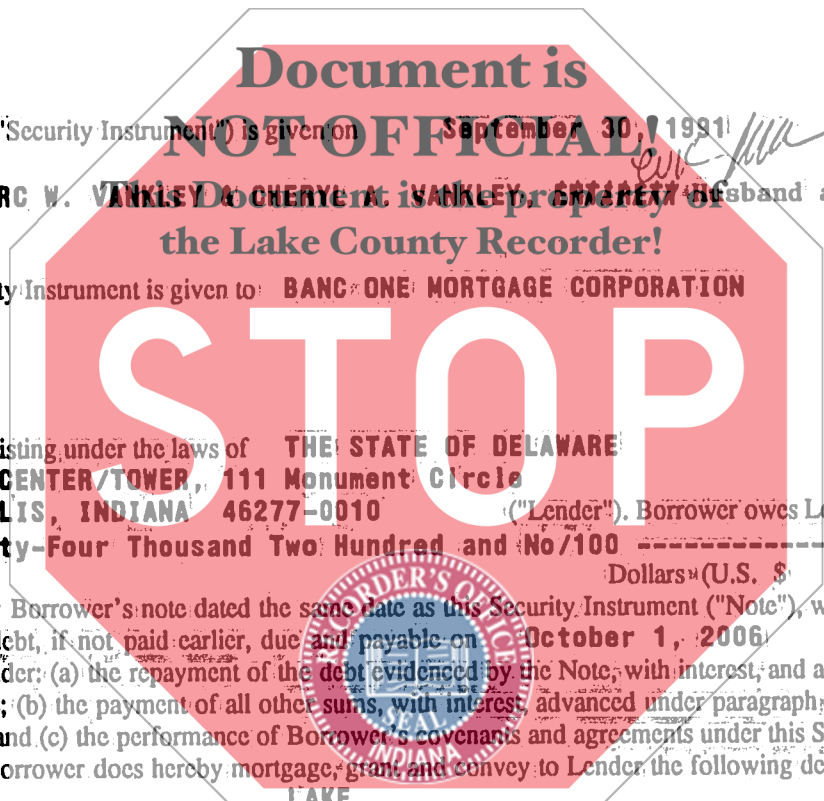 Document is
"Security Instrument") is given on September 30, 1991
NOT OFFICIAL!
RC W. VANKLEY & CHERYL A. VANKLEY, Husband a
This Document is the property of
the Lake County Recorder!
ty Instrument is given to BANC ONE MORTGAGE CORPORATION
STOP
isting under the laws of THE STATE OF DELAWARE
CENTER/TOWER, 111 Monument Circle
LIS, INDIANA 46277-0010 ("Lender"). Borrower owes Le
ty-Four Thousand Two Hundred and No/100
Dollars (U.S. $
Borrower's note dated the same date as this Security Instrument ("Note"), w
ebt, if not paid earlier, due and payable on October 1, 2006
der: (a) the repayment of the debt evidenced by the Note, with interest, and a
; (b) the payment of all other sums, with interest, advanced under paragraph
and (c) the performance of Borrower's covenants and agreements under this S
orrower does hereby mortgage, grant and convey to Lender the following de
LAKE
RECORDER'S OFFICE
SEAL
INDIANA